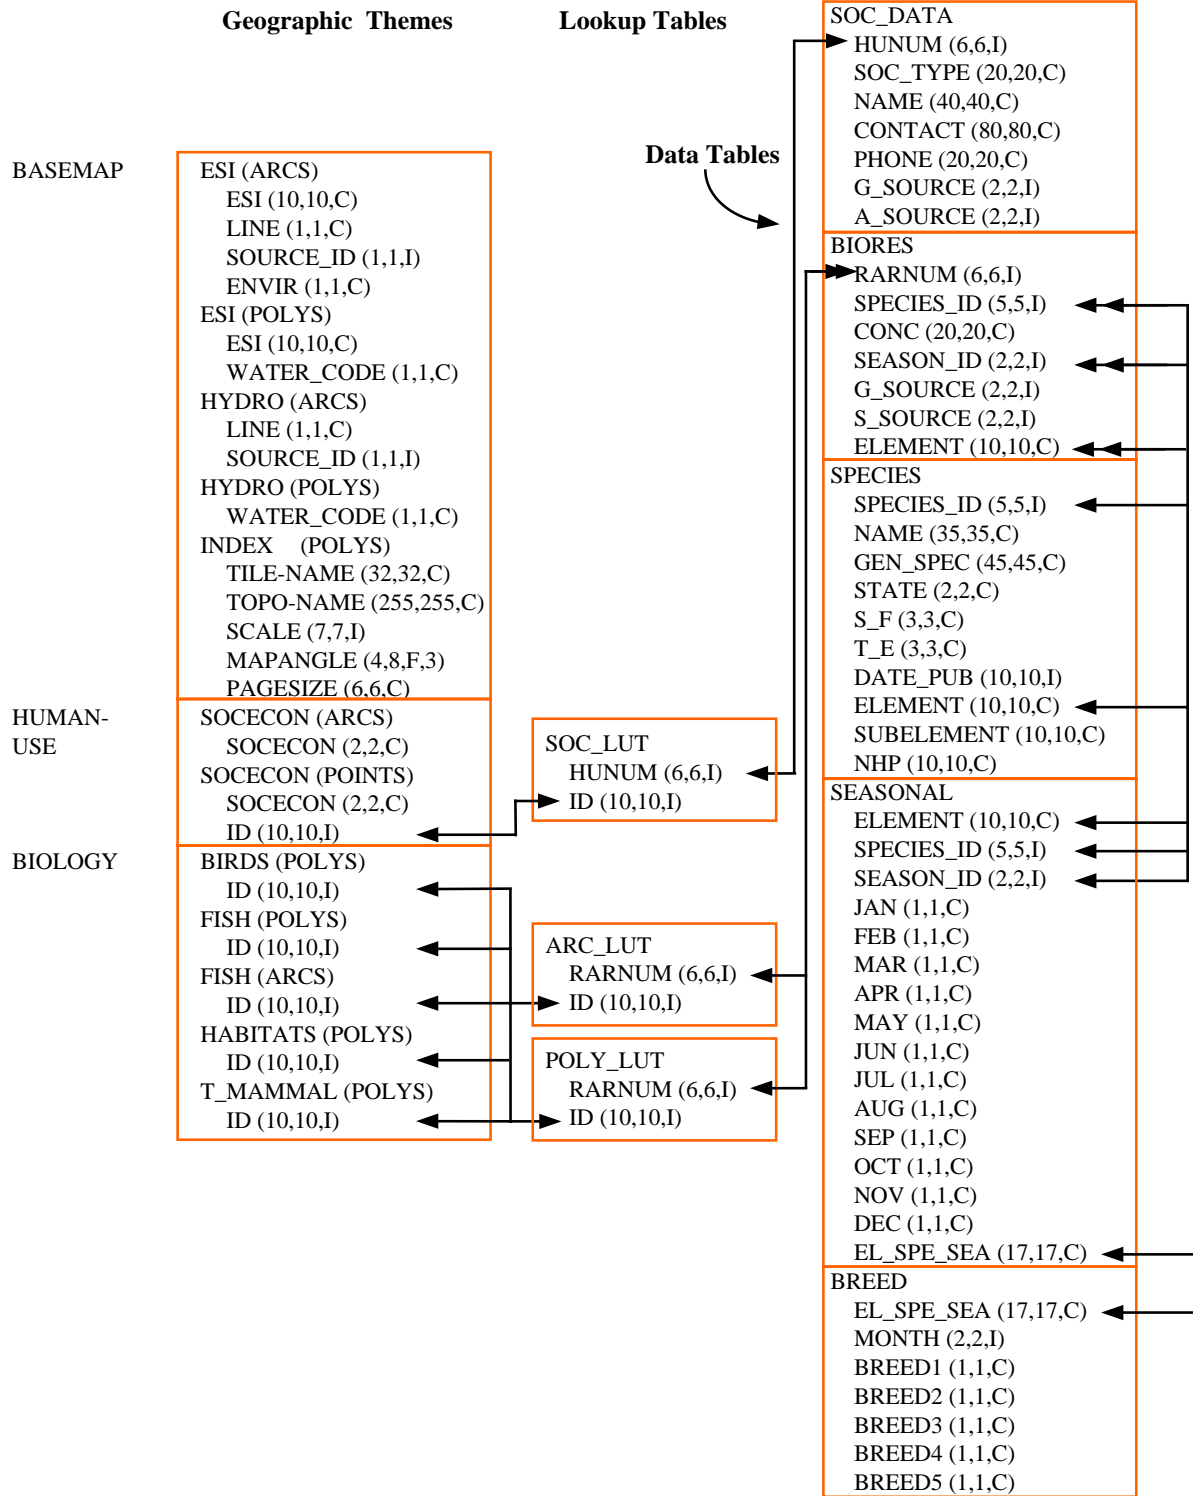 Geographic Themes
Lookup Tables
Data Tables
BASEMAP
ESI (ARCS)
ESI (10,10,C)
LINE (1,1,C)
SOURCE_ID (1,1,I)
ENVIR (1,1,C)
ESI (POLYS)
ESI (10,10,C)
WATER_CODE (1,1,C)
HYDRO (ARCS)
LINE (1,1,C)
SOURCE_ID (1,1,I)
HYDRO (POLYS)
WATER_CODE (1,1,C)
INDEX (POLYS)
TILE-NAME (32,32,C)
TOPO-NAME (255,255,C)
SCALE (7,7,I)
MAPANGLE (4,8,F,3)
PAGESIZE (6,6,C)
HUMAN-
USE
SOCECON (ARCS)
SOCECON (2,2,C)
SOCECON (POINTS)
SOCECON (2,2,C)
ID (10,10,I)
BIOLOGY
BIRDS (POLYS)
ID (10,10,I)
FISH (POLYS)
ID (10,10,I)
FISH (ARCS)
ID (10,10,I)
HABITATS (POLYS)
ID (10,10,I)
T_MAMMAL (POLYS)
ID (10,10,I)
SOC_LUT
HUNUM (6,6,I)
ID (10,10,I)
ARC_LUT
RARNUM (6,6,I)
ID (10,10,I)
POLY_LUT
RARNUM (6,6,I)
ID (10,10,I)
SOC_DATA
HUNUM (6,6,I)
SOC_TYPE (20,20,C)
NAME (40,40,C)
CONTACT (80,80,C)
PHONE (20,20,C)
G_SOURCE (2,2,I)
A_SOURCE (2,2,I)
BIORES
RARNUM (6,6,I)
SPECIES_ID (5,5,I)
CONC (20,20,C)
SEASON_ID (2,2,I)
G_SOURCE (2,2,I)
S_SOURCE (2,2,I)
ELEMENT (10,10,C)
SPECIES
SPECIES_ID (5,5,I)
NAME (35,35,C)
GEN_SPEC (45,45,C)
STATE (2,2,C)
S_F (3,3,C)
T_E (3,3,C)
DATE_PUB (10,10,I)
ELEMENT (10,10,C)
SUBELEMENT (10,10,C)
NHP (10,10,C)
SEASONAL
ELEMENT (10,10,C)
SPECIES_ID (5,5,I)
SEASON_ID (2,2,I)
JAN (1,1,C)
FEB (1,1,C)
MAR (1,1,C)
APR (1,1,C)
MAY (1,1,C)
JUN (1,1,C)
JUL (1,1,C)
AUG (1,1,C)
SEP (1,1,C)
OCT (1,1,C)
NOV (1,1,C)
DEC (1,1,C)
EL_SPE_SEA (17,17,C)
BREED
EL_SPE_SEA (17,17,C)
MONTH (2,2,I)
BREED1 (1,1,C)
BREED2 (1,1,C)
BREED3 (1,1,C)
BREED4 (1,1,C)
BREED5 (1,1,C)